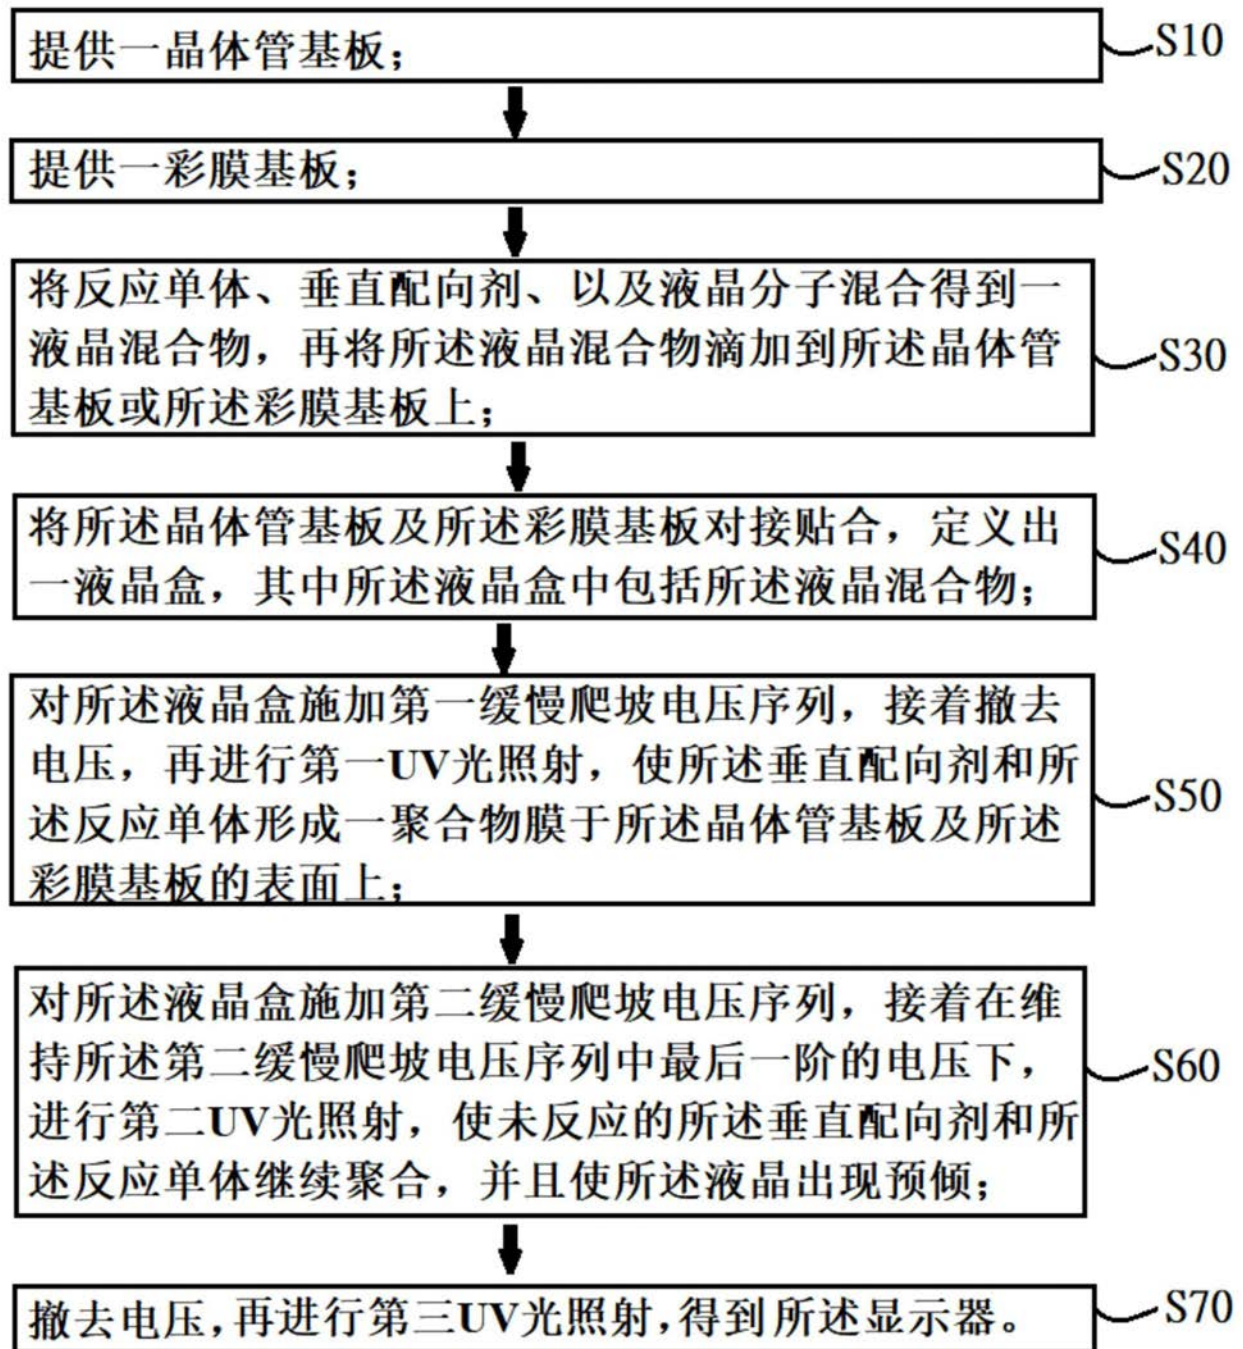 提供一晶体管基板;
S10
提供一彩膜基板;
S20
将反应单体、垂直配向剂、以及液晶分子混合得到一
液晶混合物，再将所述液晶混合物滴加到所述晶体管
基板或所述彩膜基板上;
S30
将所述晶体管基板及所述彩膜基板对接贴合，定义出
一液晶盒，其中所述液晶盒中包括所述液晶混合物;
S40
对所述液晶盒施加第一缓慢爬坡电压序列，接着撤去
电压，再进行第一UV光照射，使所述垂直配向剂和所
述反应单体形成一聚合物膜于所述晶体管基板及所述
彩膜基板的表面上;
S50
对所述液晶盒施加第二缓慢爬坡电压序列，接着在维
持所述第二缓慢爬坡电压序列中最后一阶的电压下，
进行第二UV光照射，使未反应的所述垂直配向剂和所
述反应单体继续聚合，并且使所述液晶出现预倾;
S60
撤去电压,再进行第三UV光照射,得到所述显示器。
S70